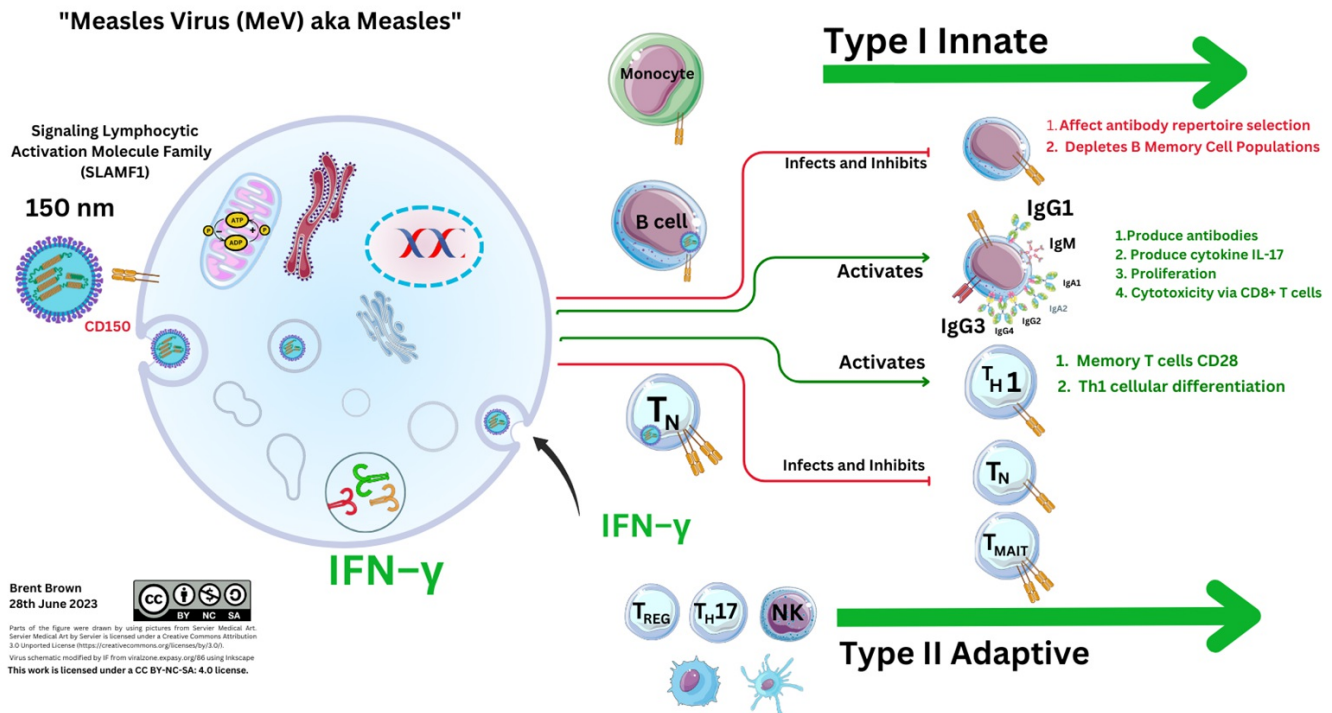 "Measles Virus (MeV) aka Measles"
Type I Innate
Monocyte
Signaling Lymphocytic
Activation Molecule Family
(SLAMF1)
150 nm
CD150
P
ATP
ADP
P
- +
B cell
Infects and Inhibits
1. Affect antibody repertoire selection
2. Depletes B Memory Cell Populations
Activates
IgG1
IgM
IgA1
IgA2
IgG2
IgG4
IgG3
1.Produce antibodies
2. Produce cytokine IL-17
3. Proliferation
4. Cytotoxicity via CD8+ T cells
Activates
TH1
1. Memory T cells CD28
2. Th1 cellular differentiation
TN
Infects and Inhibits
TN
TMAIT
IFN-γ
IFN-γ
TREG
TH17
NK
Type II Adaptive
Brent Brown
28th June 2023
CC
BY NC SA
Parts of the figure were drawn by using pictures from Servier Medical Art.
Servier Medical Art by Servier is licensed under a Creative Commons Attribution
3.0 Unported License (https://creativecommons.org/licenses/by/3.0/).
Virus schematic modified by IF from viralzone.expasy.org/86 using Inkscape
This work is licensed under a CC BY-NC-SA: 4.0 license.